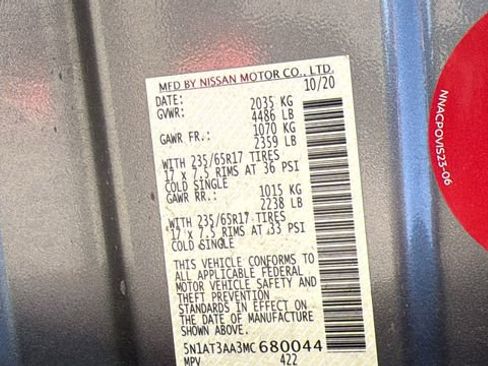 MFD BY NISSAN MOTOR CO., LTD.
DATE: 10/20
GVWR: 2035 KG
4486 LB
GAWR FR.: 1070 KG
2359 LB
WITH 235/65R17 TIRES
17 x 7.5 RIMS AT 36 PSI
COLD SINGLE
GAWR RR.: 1015 KG
2238 LB
WITH 235/65R17 TIRES
17 x 7.5 RIMS AT 33 PSI
COLD SINGLE
THIS VEHICLE CONFORMS TO
ALL APPLICABLE FEDERAL
MOTOR VEHICLE SAFETY AND
THEFT PREVENTION
STANDARDS IN EFFECT ON
THE DATE OF MANUFACTURE
SHOWN ABOVE.
5N1AT3AA3MC680044
MPV 422
NNACPOVIS23-06